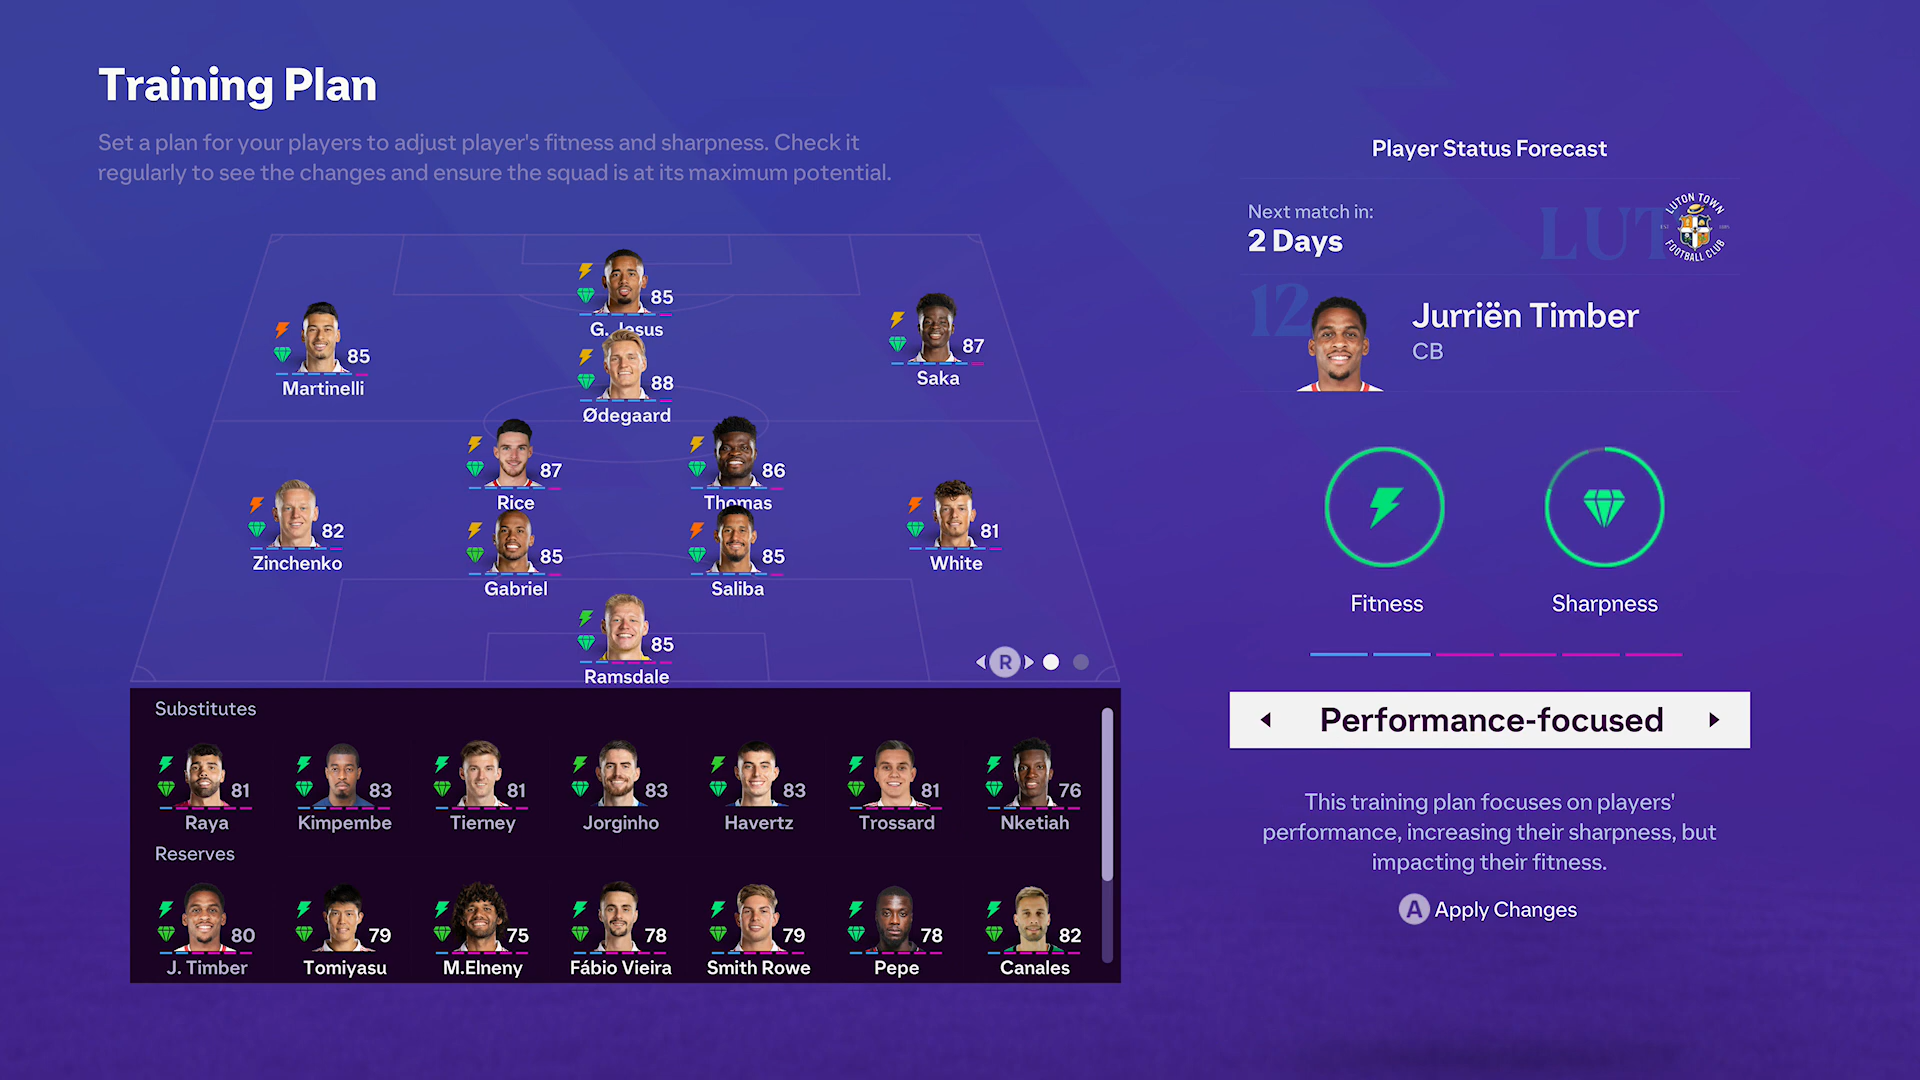 Training Plan
Set a plan for your players to adjust player's fitness and sharpness. Check it
regularly to see the changes and ensure the squad is at its maximum potential.
85
G. Jesus
85
Martinelli
87
Saka
88
Ødegaard
87
Rice
86
Thomas
82
Zinchenko
85
Gabriel
85
Saliba
81
White
85
Ramsdale
R
Substitutes
81
Raya
83
Kimpembe
81
Tierney
83
Jorginho
83
Havertz
81
Trossard
76
Nketiah
Reserves
80
J. Timber
79
Tomiyasu
75
M.Elneny
78
Fábio Vieira
79
Smith Rowe
78
Pepe
82
Canales
Player Status Forecast
Next match in:
2 Days
LUT
LUTON TOWN
FOOTBALL CLUB
12
Jurriën Timber
CB
Fitness
Sharpness
Performance-focused
This training plan focuses on players'
performance, increasing their sharpness, but
impacting their fitness.
A Apply Changes